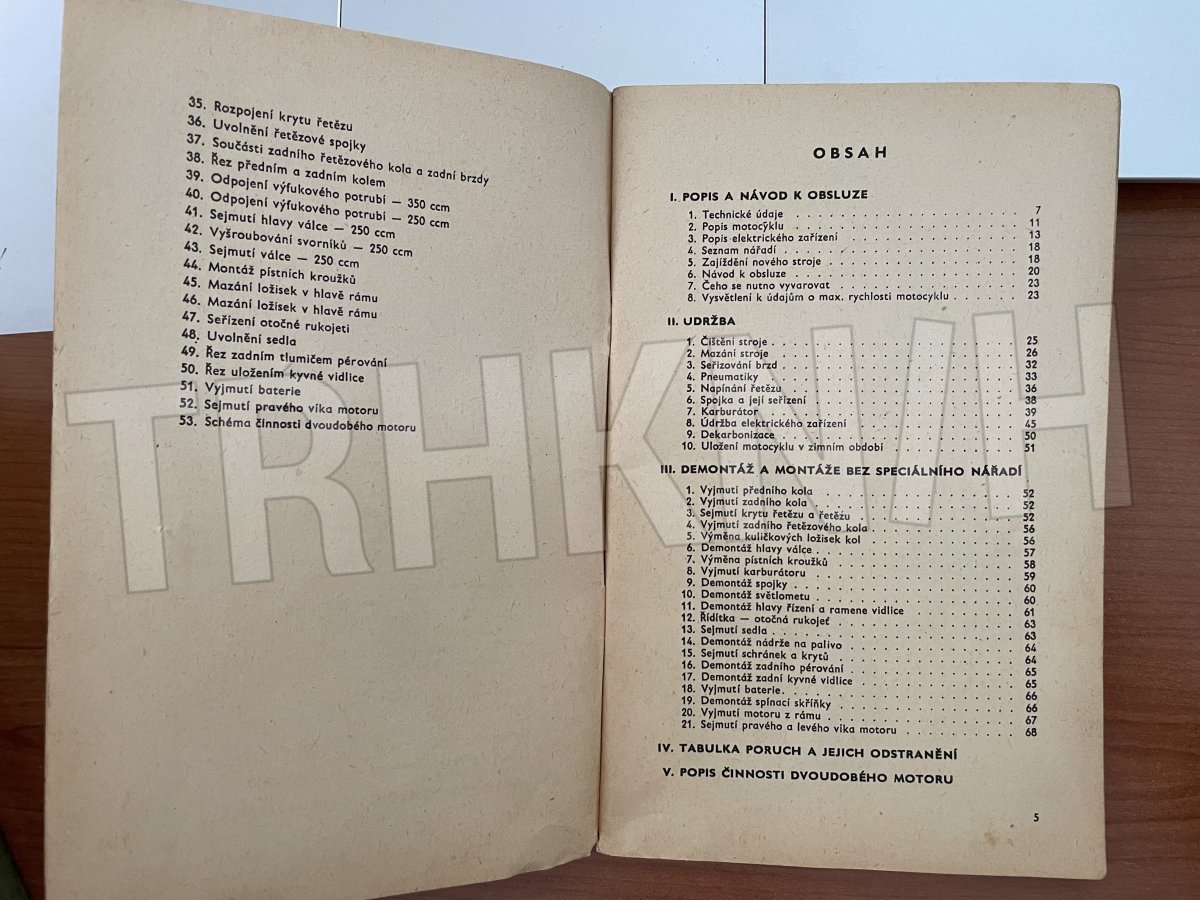 35. Rozpojení krytu řetězu
36. Uvolnění řetězové spojky
37. Součásti zadního řetězového kola a zadní brzdy
38. Řez předním a zadním kolem
39. Odpojení výfukového potrubí — 350 ccm
40. Odpojení výfukového potrubí — 250 ccm
41. Sejmutí hlavy válce — 250 ccm
42. Vyšroubování svorníků — 250 ccm
43. Sejmutí válce — 250 ccm
44. Montáž pístních kroužků
45. Mazání ložisek v hlavě rámu
46. Mazání ložisek v hlavě rámu
47. Seřízení otočné rukojeti
48. Uvolnění sedla
49. Řez zadním tlumičem pérování
50. Řez uložením kyvné vidlice
51. Vyjmutí baterie
52. Sejmutí pravého víka motoru
53. Schéma činnosti dvoudobého motoru
OBSAH
I. POPIS A NÁVOD K OBSLUZE
1. Technické údaje . . . . 7
2. Popis motocyklu . . . . 11
3. Popis elektrického zařízení . . . . 13
4. Seznam nářadí . . . . 18
5. Zajíždění nového stroje . . . . 18
6. Návod k obsluze . . . . 20
7. Čeho se nutno vyvarovat . . . . 23
8. Vysvětlení k údajům o max. rychlosti motocyklu . . . . 23
II. UDRŽBA
1. Čištění stroje . . . . 25
2. Mazání stroje . . . . 26
3. Seřizování brzd . . . . 32
4. Pneumatiky . . . . 33
5. Napínání řetězu . . . . 36
6. Spojka a její seřízení . . . . 38
7. Karburátor . . . . 39
8. Údržba elektrického zařízení . . . . 45
9. Dekarbonizace . . . . 50
10. Uložení motocyklu v zimním období . . . . 51
III. DEMONTÁŽ A MONTÁŽE BEZ SPECIÁLNÍHO NÁŘADÍ
1. Vyjmutí předního kola . . . . 52
2. Vyjmutí zadního kola . . . . 52
3. Sejmutí krytu řetězu a řetězu . . . . 52
4. Vyjmutí zadního řetězového kola . . . . 56
5. Výměna kuličkových ložisek kol . . . . 56
6. Demontáž hlavy válce . . . . 57
7. Výměna pístních kroužků . . . . 58
8. Vyjmutí karburátoru . . . . 59
9. Demontáž spojky . . . . 60
10. Demontáž světlometu . . . . 60
11. Demontáž hlavy řízení a ramene vidlice . . . . 61
12. Řídítka — otočná rukojeť . . . . 63
13. Sejmutí sedla . . . . 63
14. Demontáž nádrže na palivo . . . . 64
15. Sejmutí schránek a krytů . . . . 64
16. Demontáž zadního pérování . . . . 65
17. Demontáž zadní kyvné vidlice . . . . 65
18. Vyjmutí baterie . . . . 66
19. Demontáž spínací skříňky . . . . 66
20. Vyjmutí motoru z rámu . . . . 67
21. Sejmutí pravého a levého víka motoru . . . . 68
IV. TABULKA PORUCH A JEJICH ODSTRANĚNÍ
V. POPIS ČINNOSTI DVOUDOBÉHO MOTORU
5
TRHKNIH